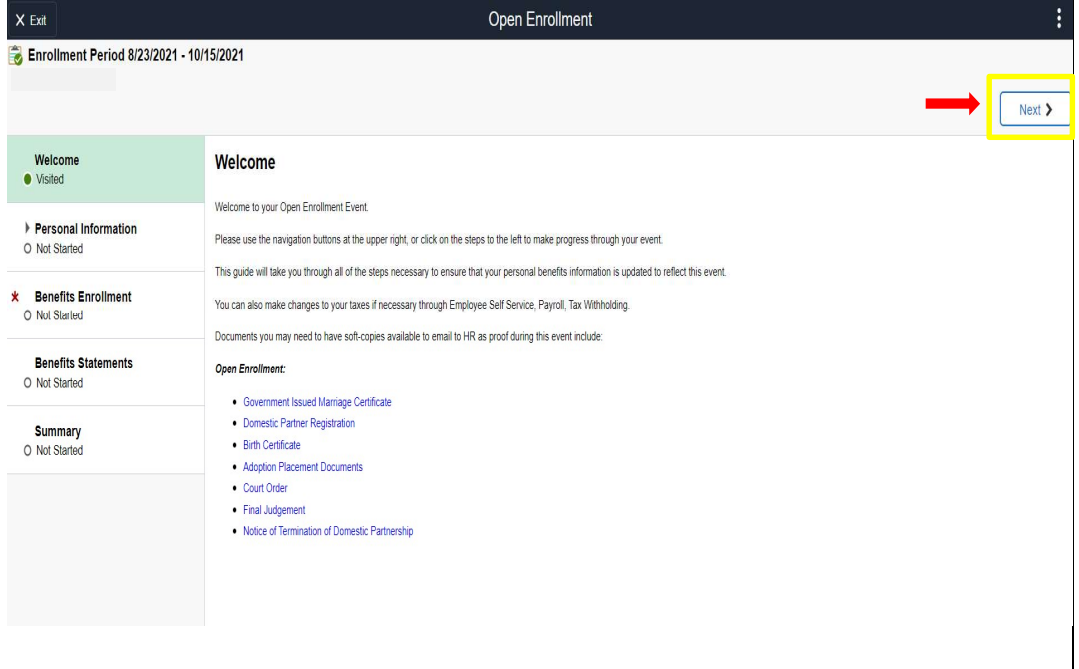 X Exit
Open Enrollment
Enrollment Period 8/23/2021 - 10/15/2021
Next
Welcome
Visited
Personal Information
Not Started
* Benefits Enrollment
Not Started
Benefits Statements
Not Started
Summary
Not Started
Welcome
Welcome to your Open Enrollment Event.
Please use the navigation buttons at the upper right, or click on the steps to the left to make progress through your event.
This guide will take you through all of the steps necessary to ensure that your personal benefits information is updated to reflect this event.
You can also make changes to your taxes if necessary through Employee Self Service, Payroll, Tax Withholding.
Documents you may need to have soft-copies available to email to HR as proof during this event include:
Open Enrollment:
• Government Issued Marriage Certificate
• Domestic Partner Registration
• Birth Certificate
• Adoption Placement Documents
• Court Order
• Final Judgement
• Notice of Termination of Domestic Partnership